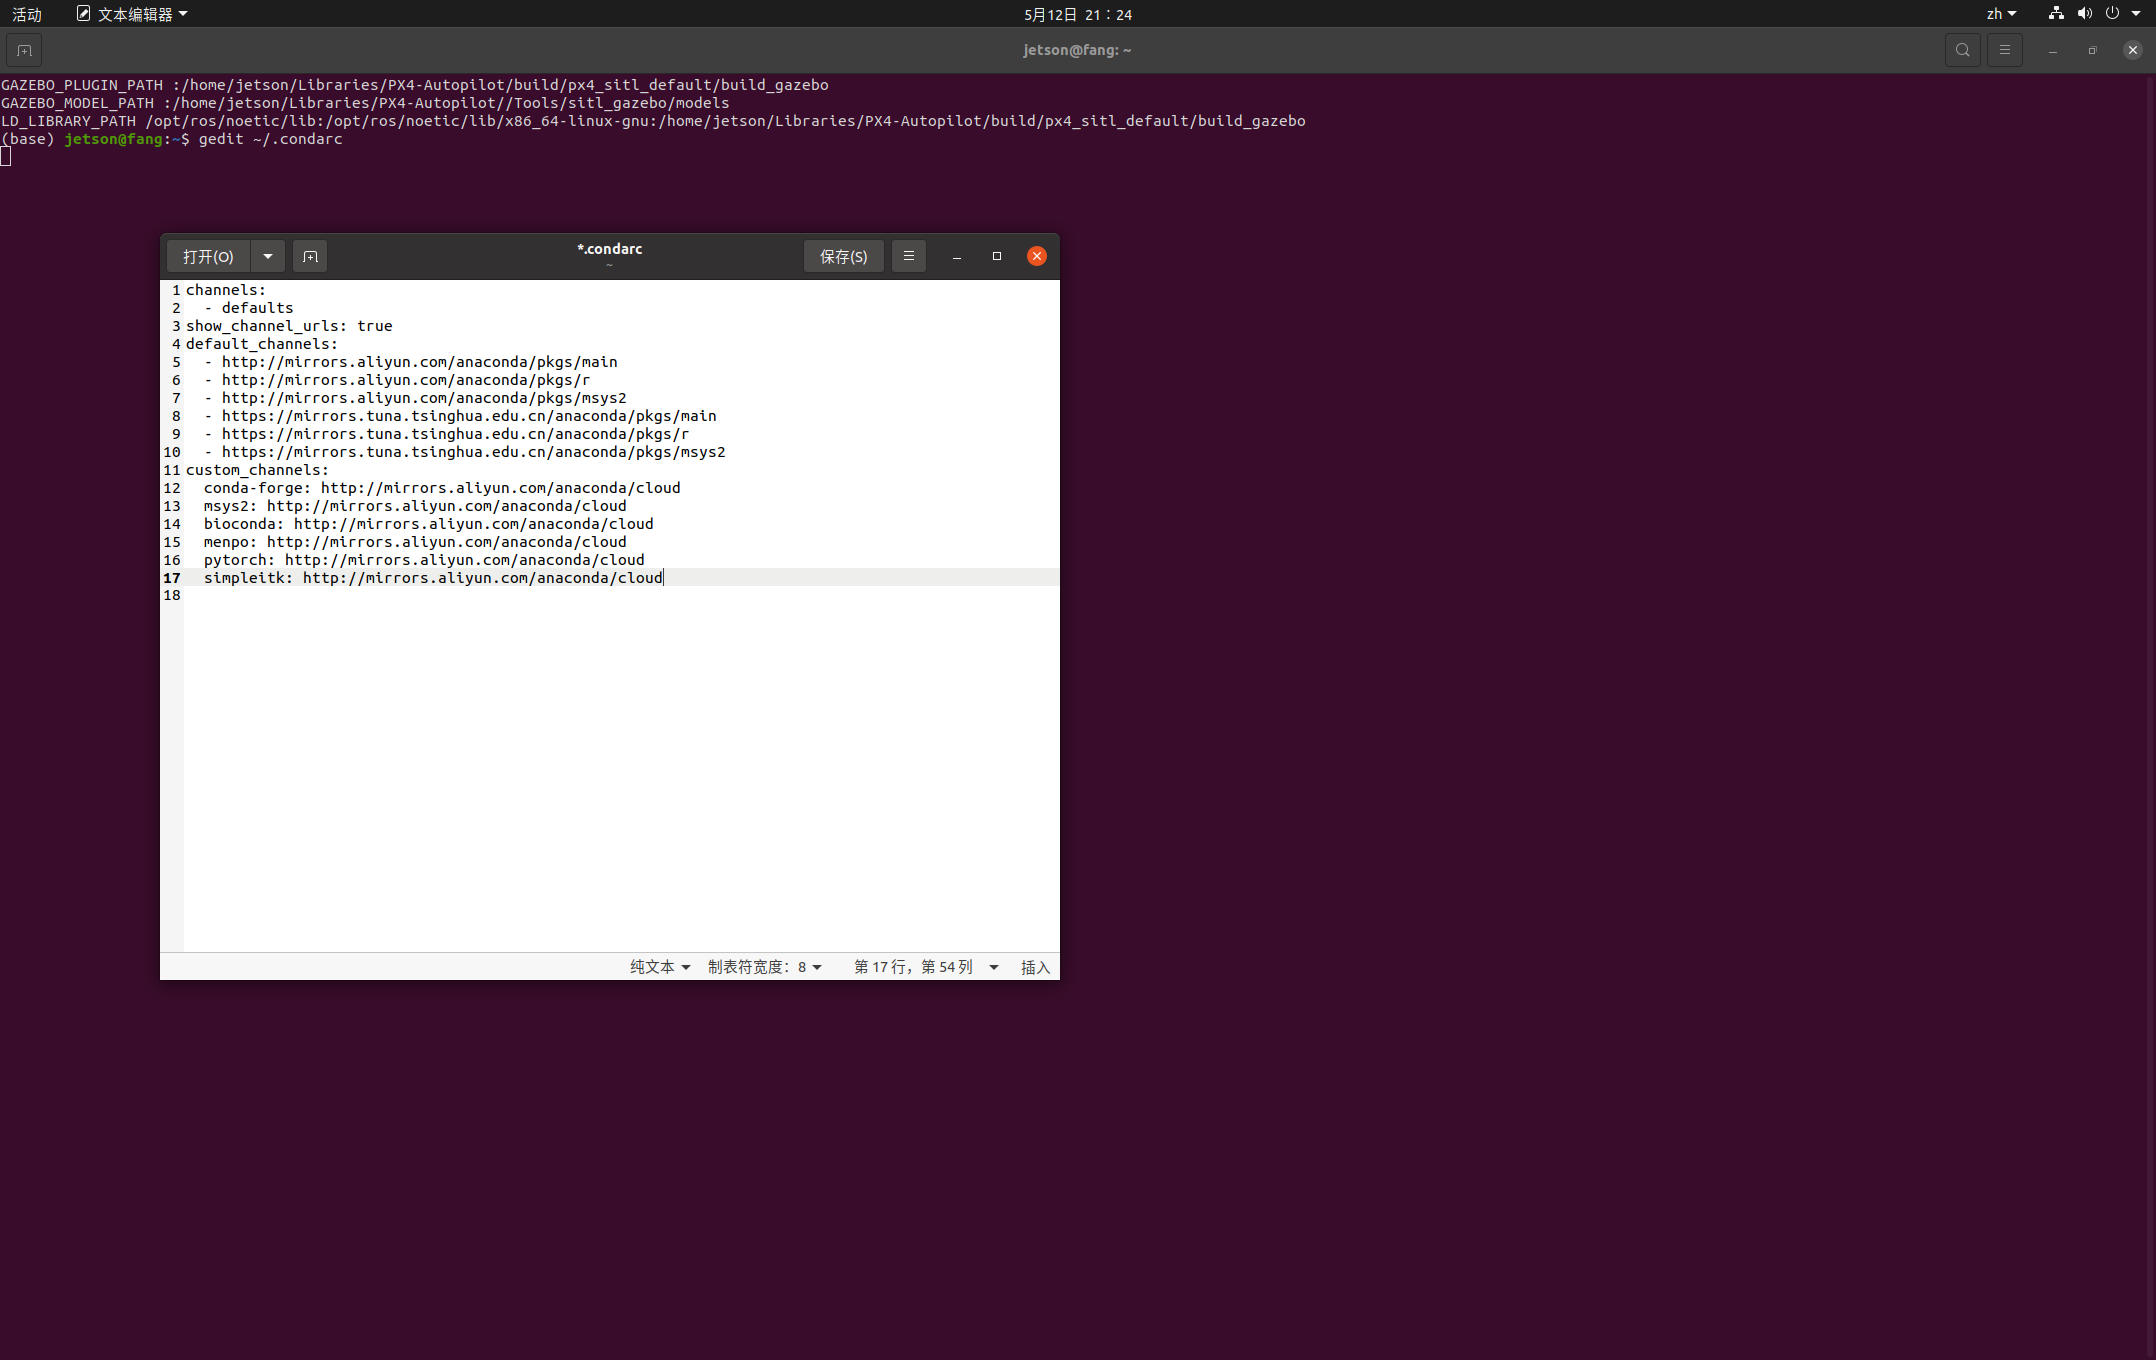 活动 文本编辑器 5月12日 21：24 zh
jetson@fang: ~
GAZEBO_PLUGIN_PATH :/home/jetson/Libraries/PX4-Autopilot/build/px4_sitl_default/build_gazebo
GAZEBO_MODEL_PATH :/home/jetson/Libraries/PX4-Autopilot//Tools/sitl_gazebo/models
LD_LIBRARY_PATH /opt/ros/noetic/lib:/opt/ros/noetic/lib/x86_64-linux-gnu:/home/jetson/Libraries/PX4-Autopilot/build/px4_sitl_default/build_gazebo
(base) jetson@fang:~$ gedit ~/.condarc
打开(O) *.condarc 保存(S)
~
1 channels:
2   - defaults
3 show_channel_urls: true
4 default_channels:
5   - http://mirrors.aliyun.com/anaconda/pkgs/main
6   - http://mirrors.aliyun.com/anaconda/pkgs/r
7   - http://mirrors.aliyun.com/anaconda/pkgs/msys2
8   - https://mirrors.tuna.tsinghua.edu.cn/anaconda/pkgs/main
9   - https://mirrors.tuna.tsinghua.edu.cn/anaconda/pkgs/r
10   - https://mirrors.tuna.tsinghua.edu.cn/anaconda/pkgs/msys2
11 custom_channels:
12   conda-forge: http://mirrors.aliyun.com/anaconda/cloud
13   msys2: http://mirrors.aliyun.com/anaconda/cloud
14   bioconda: http://mirrors.aliyun.com/anaconda/cloud
15   menpo: http://mirrors.aliyun.com/anaconda/cloud
16   pytorch: http://mirrors.aliyun.com/anaconda/cloud
17   simpleitk: http://mirrors.aliyun.com/anaconda/cloud
18
纯文本 制表符宽度：8 第 17 行，第 54 列 插入